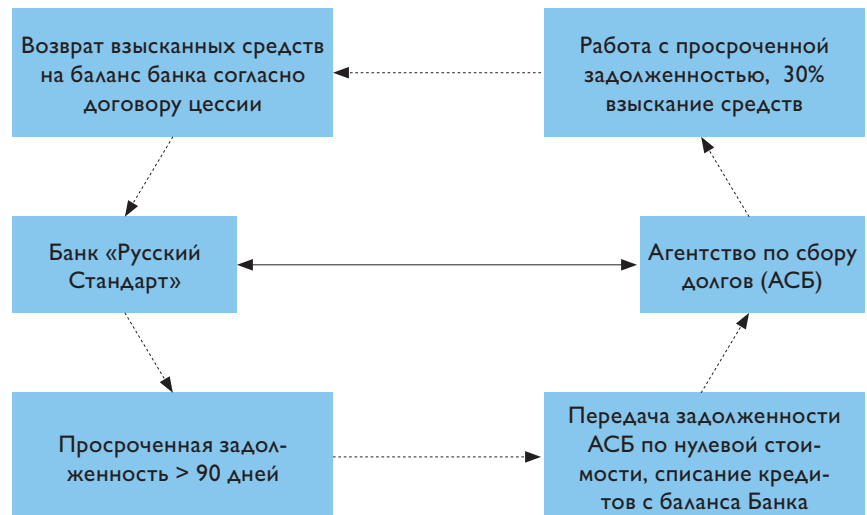 Возврат взысканных средств
на баланс банка согласно
договору цессии
Работа с просроченной
задолженностью, 30%
взыскание средств
Банк «Русский
Стандарт»
Агентство по сбору
долгов (АСБ)
Просроченная задол-
женность > 90 дней
Передача задолженности
АСБ по нулевой стои-
мости, списание креди-
тов с баланса Банка